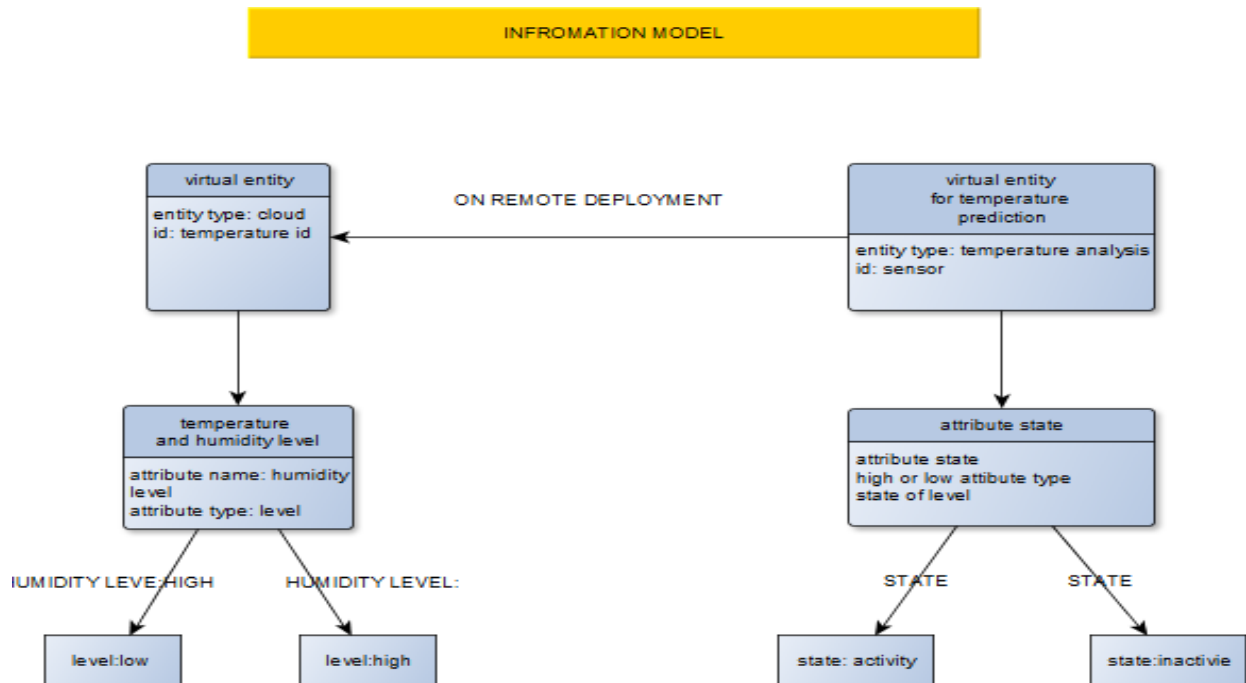 INFROMATION MODEL
virtual entity
entity type: cloud
id: temperature id
ON REMOTE DEPLOYMENT
virtual entity
for temperature
prediction
entity type: temperature analysis
id: sensor
temperature
and humidity level
attribute name: humidity
level
attribute type: level
attribute state
attribute state
high or low attibute type
state of level
HUMIDITY LEVE:HIGH
HUMIDITY LEVEL:
STATE
STATE
level:low
level:high
state: activity
state:inactivie